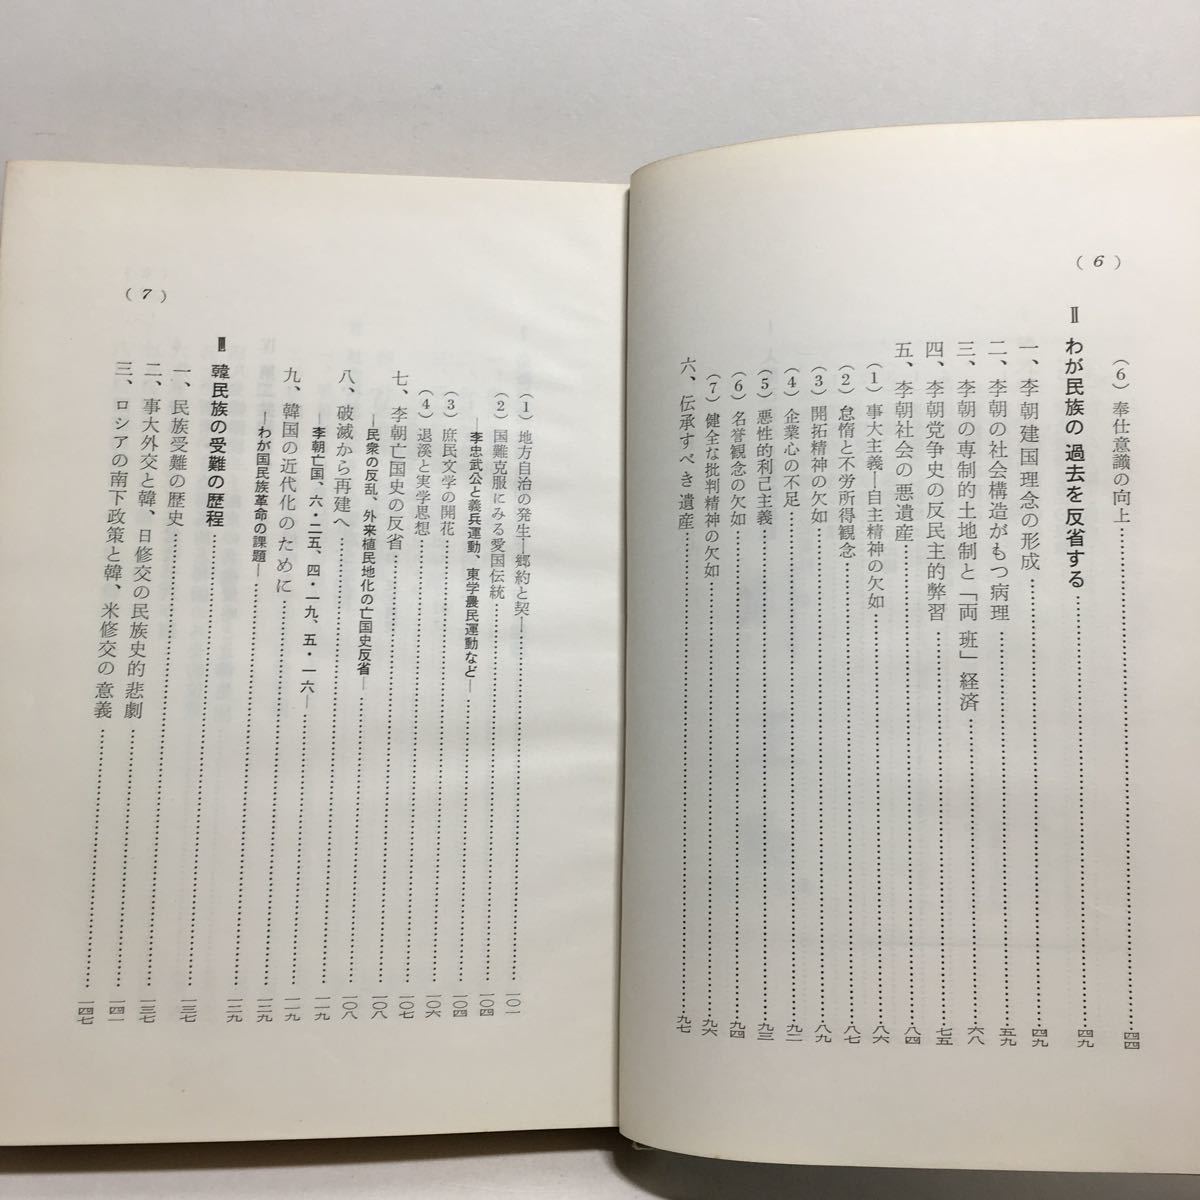 ( 6 )
(6) 奉仕意識の向上……四四
Ⅱ わが民族の過去を反省する……四九
一、李朝建国理念の形成……四九
二、李朝の社会構造がもつ病理……五九
三、李朝の専制的土地制と「両班」経済……六八
四、李朝党争史の反民主的弊習……七五
五、李朝社会の悪遺産……八四
(1) 事大主義―自主精神の欠如……八六
(2) 怠惰と不労所得観念……八七
(3) 開拓精神の欠如……八九
(4) 企業心の不足……九二
(5) 悪性的利己主義……九三
(6) 名誉観念の欠如……九四
(7) 健全な批判精神の欠如……九六
六、伝承すべき遺産……九七
( 7 )
(1) 地方自治の発生―郷約と契―……一〇一
(2) 国難克服にみる愛国伝統……一〇四
―李忠武公と義兵運動、東学農民運動など―
(3) 庶民文学の開花……一〇四
(4) 退溪と実学思想……一〇六
七、李朝亡国史の反省……一〇七
―民衆の反乱、外来植民地化の亡国史反省―……一〇八
八、破滅から再建へ……一〇八
―李朝亡国、六・二五、四・一九、五・一六―……一一九
九、韓国の近代化のために……一一九
―わが国民族革命の課題―……一二九
Ⅲ 韓民族の受難の歴程……一二九
一、民族受難の歴史……一三七
二、事大外交と韓、日修交の民族史的悲劇……一三七
三、ロシアの南下政策と韓、米修交の意義……一四一
一四七